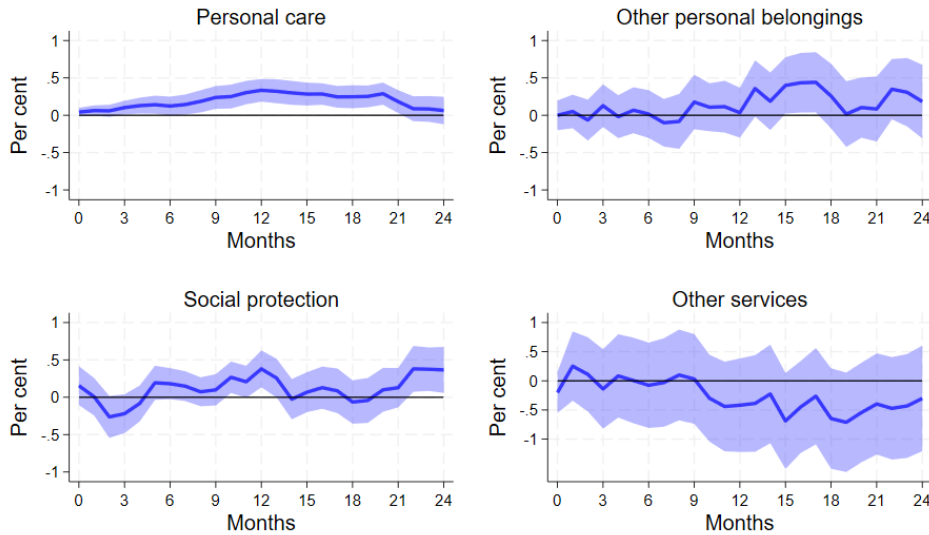 Personal care
Per cent
1
.5
0
-.5
-1
0 3 6 9 12 15 18 21 24
Months
Other personal belongings
Per cent
1
.5
0
-.5
-1
0 3 6 9 12 15 18 21 24
Months
Social protection
Per cent
1
.5
0
-.5
-1
0 3 6 9 12 15 18 21 24
Months
Other services
Per cent
1
.5
0
-.5
-1
0 3 6 9 12 15 18 21 24
Months